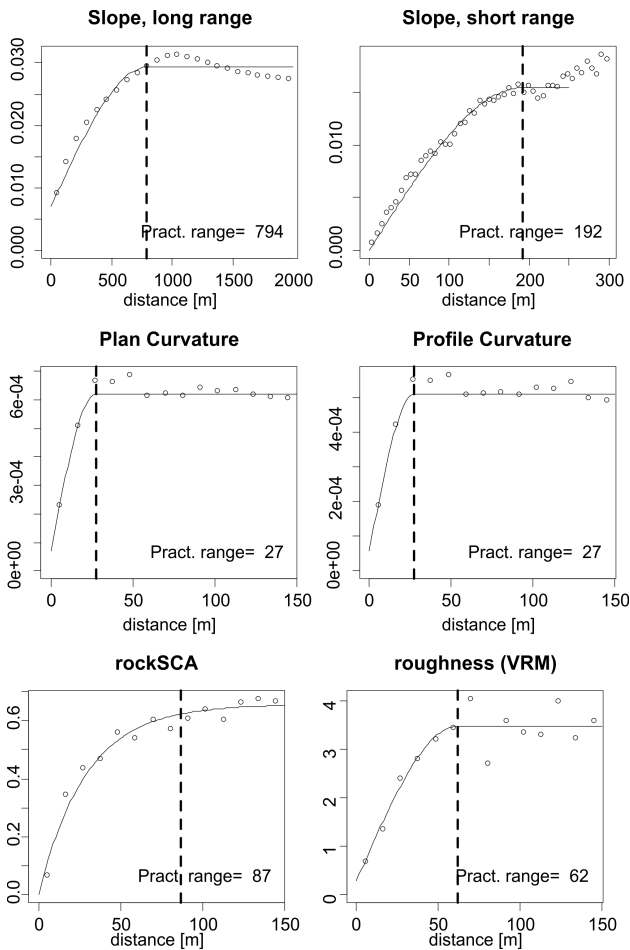 Slope, long range
0.030
0.020
0.010
0.000
Pract. range= 794
0 500 1000 1500 2000
distance [m]
Slope, short range
0.010
0.000
Pract. range= 192
0 50 100 200 300
distance [m]
Plan Curvature
6e-04
3e-04
0e+00
Pract. range= 27
0 50 100 150
distance [m]
Profile Curvature
4e-04
2e-04
0e+00
Pract. range= 27
0 50 100 150
distance [m]
rockSCA
0.6
0.4
0.2
0.0
Pract. range= 87
0 50 100 150
distance [m]
roughness (VRM)
4
3
2
1
0
Pract. range= 62
0 50 100 150
distance [m]